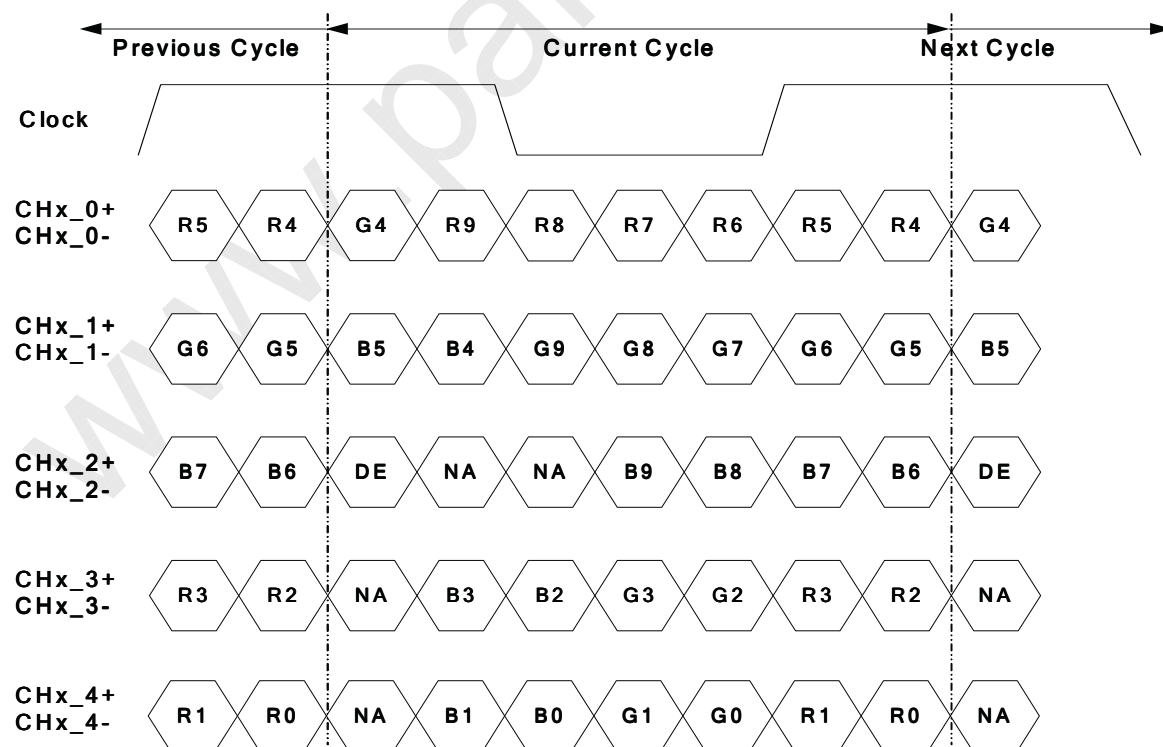 Previous Cycle Current Cycle Next Cycle
Clock
CHx_0+
CHx_0-
R5 R4 G4 R9 R8 R7 R6 R5 R4 G4
CHx_1+
CHx_1-
G6 G5 B5 B4 G9 G8 G7 G6 G5 B5
CHx_2+
CHx_2-
B7 B6 DE NA NA B9 B8 B7 B6 DE
CHx_3+
CHx_3-
R3 R2 NA B3 B2 G3 G2 R3 R2 NA
CHx_4+
CHx_4-
R1 R0 NA B1 B0 G1 G0 R1 R0 NA
www.pa